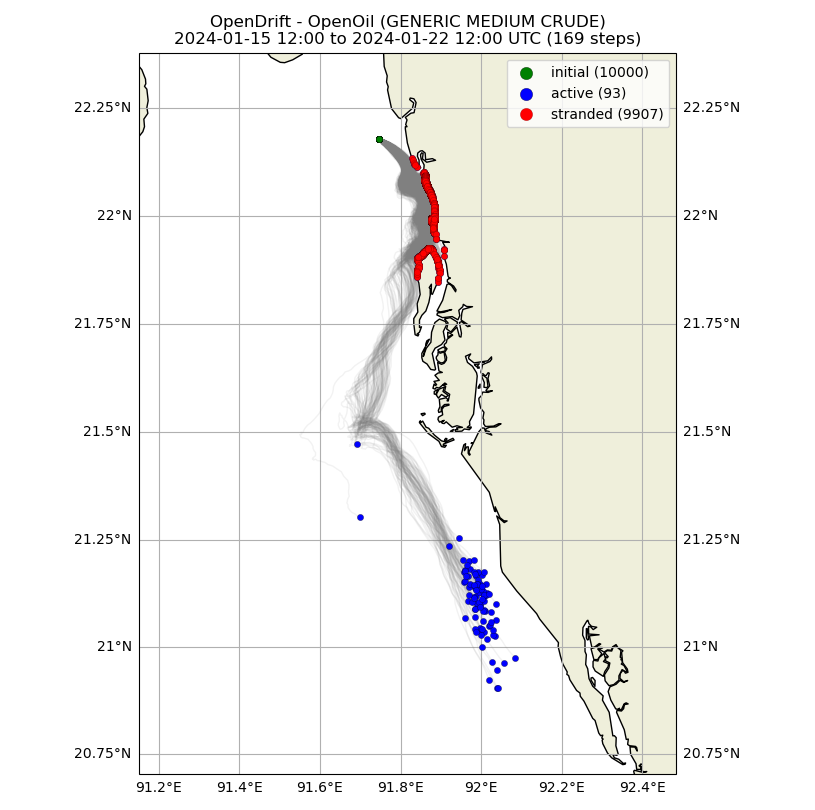 OpenDrift - OpenOil (GENERIC MEDIUM CRUDE)
2024-01-15 12:00 to 2024-01-22 12:00 UTC (169 steps)
initial (10000)
active (93)
stranded (9907)
22.25°N 22.25°N
22°N 22°N
21.75°N 21.75°N
21.5°N 21.5°N
21.25°N 21.25°N
21°N 21°N
20.75°N 20.75°N
91.2°E 91.4°E 91.6°E 91.8°E 92°E 92.2°E 92.4°E